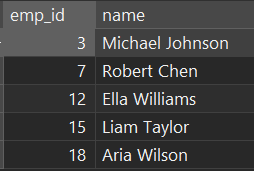 emp_id name
3 Michael Johnson
7 Robert Chen
12 Ella Williams
15 Liam Taylor
18 Aria Wilson